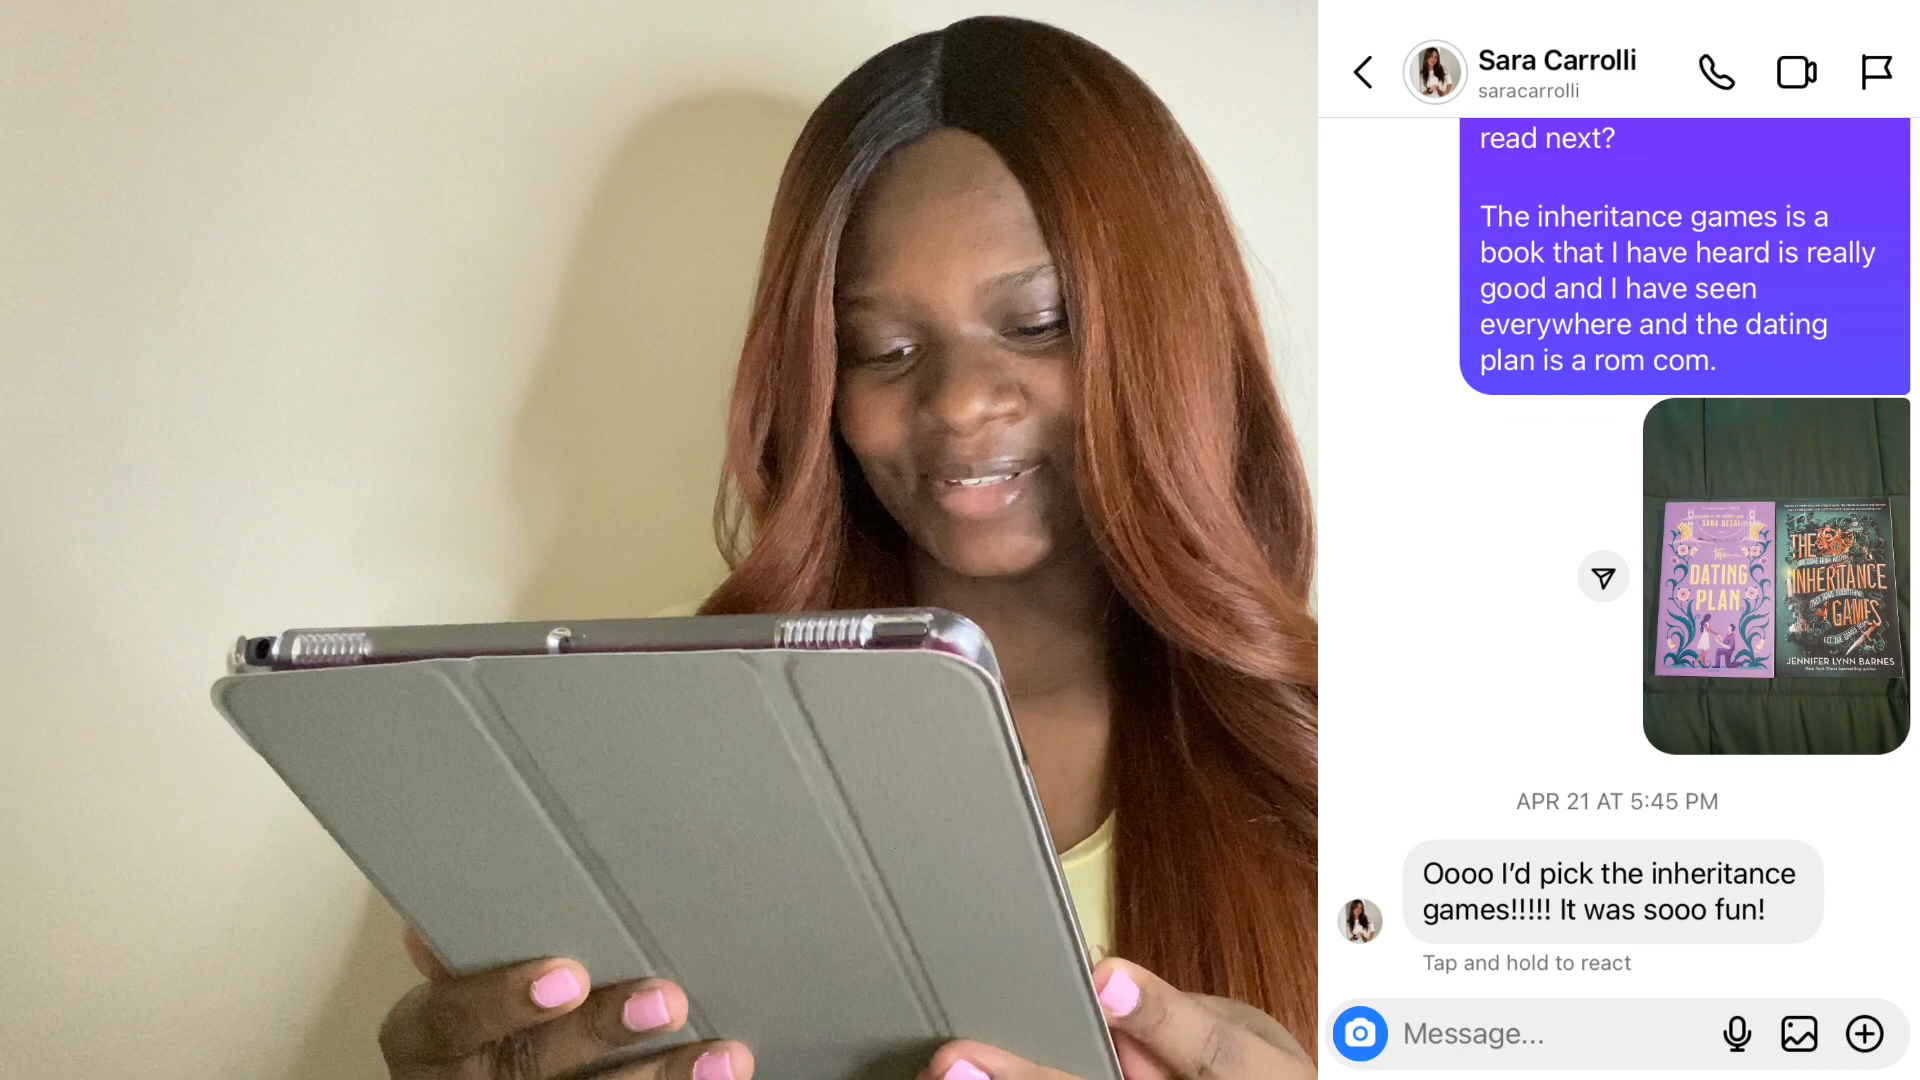 Sara Carrolli
saracarrolli
read next?
The inheritance games is a
book that I have heard is really
good and I have seen
everywhere and the dating
plan is a rom com.
SARA DESAI
DATING
PLAN
THE
INHERITANCE
GAMES
JENNIFER LYNN BARNES
APR 21 AT 5:45 PM
Oooo I’d pick the inheritance
games!!!!! It was sooo fun!
Tap and hold to react
Message...